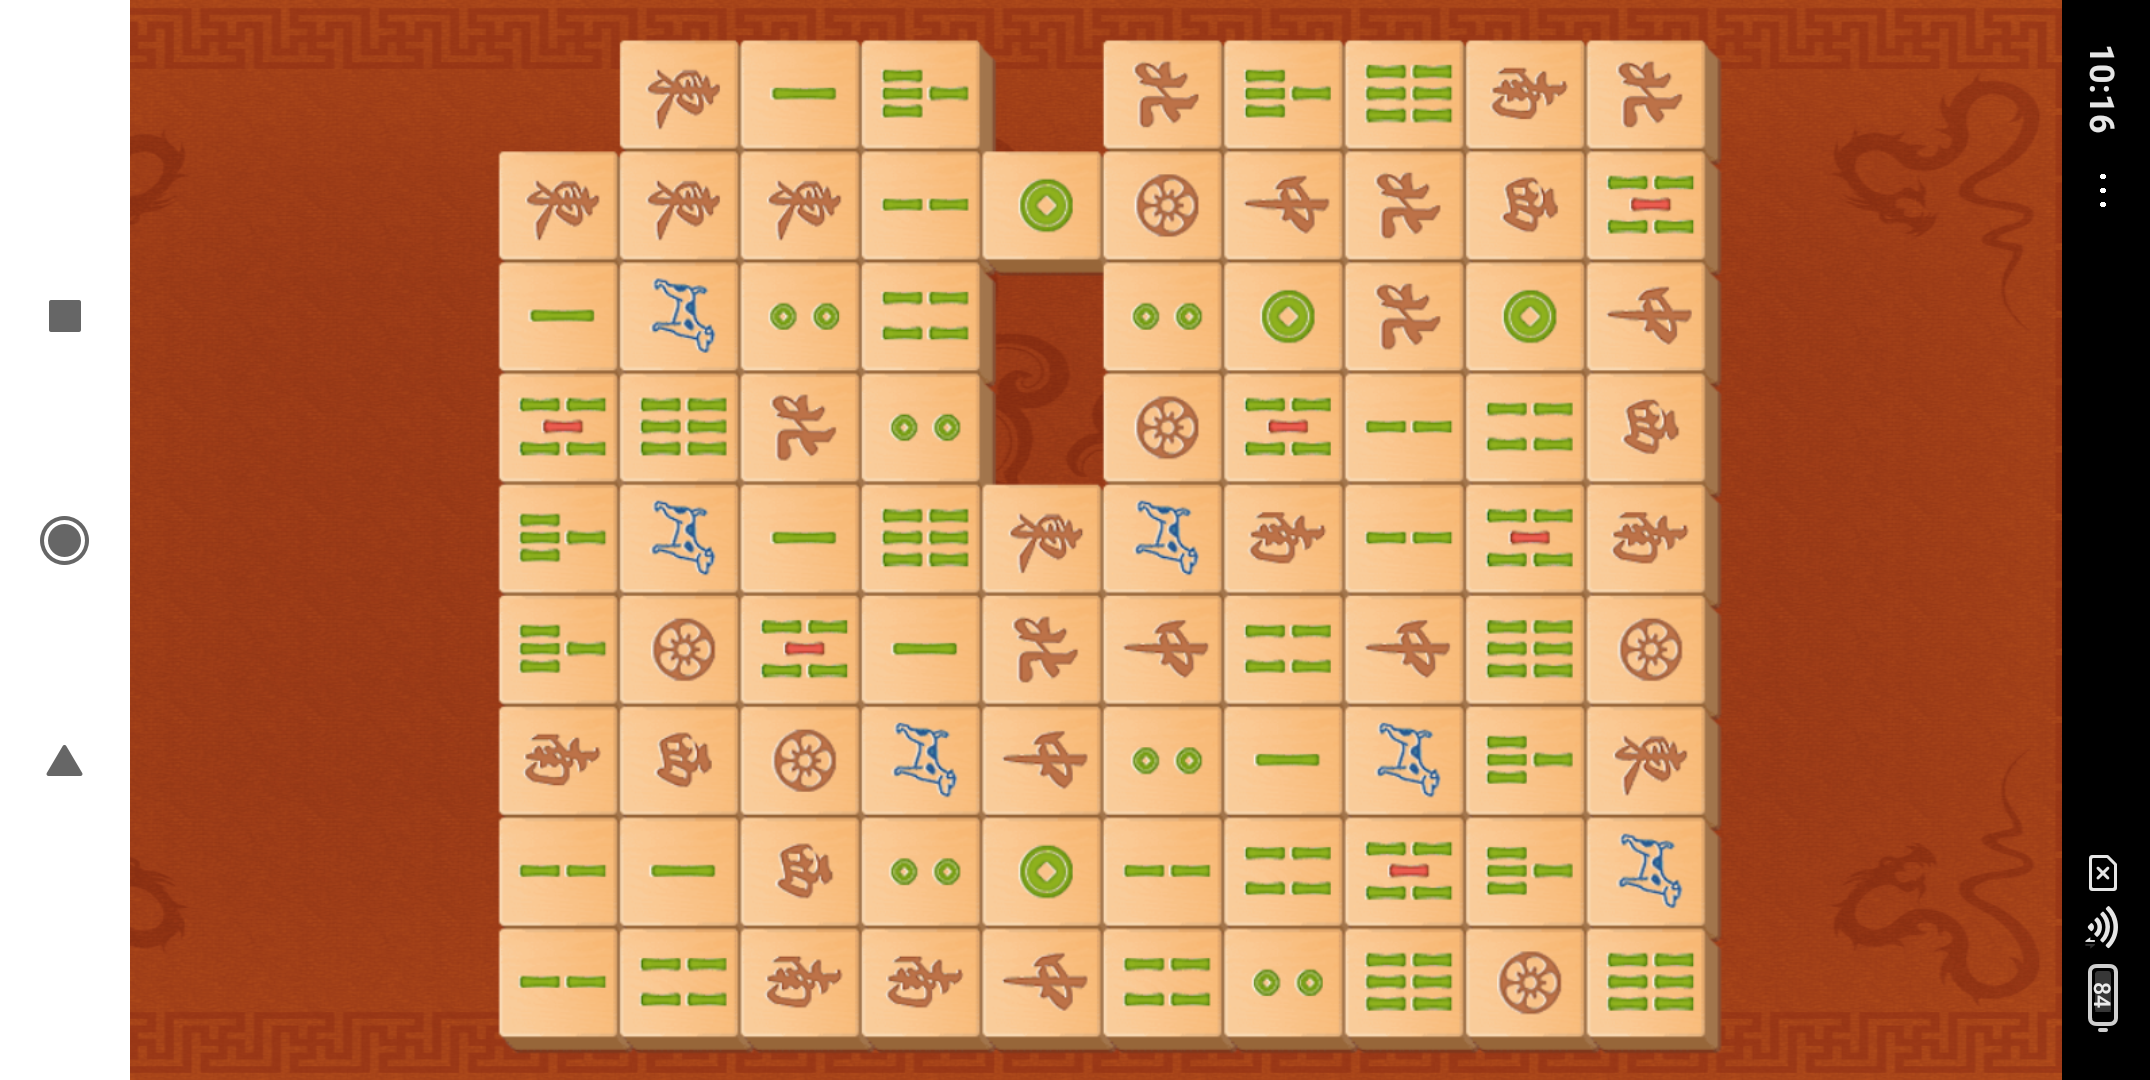 東 北 南 北
東 東 東 中 北 西
北 中
北 西
東 南 南
北 中 中
南 西 中 東
西
南 南 中
10:16
84